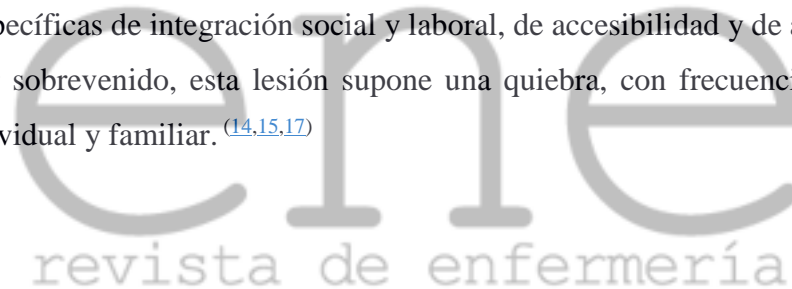 pecíficas de integración social y laboral, de accesibilidad y de a
sobrevenido, esta lesión supone una quiebra, con frecuenci
vidual y familiar. (14,15,17)
ene
revista de enfermería